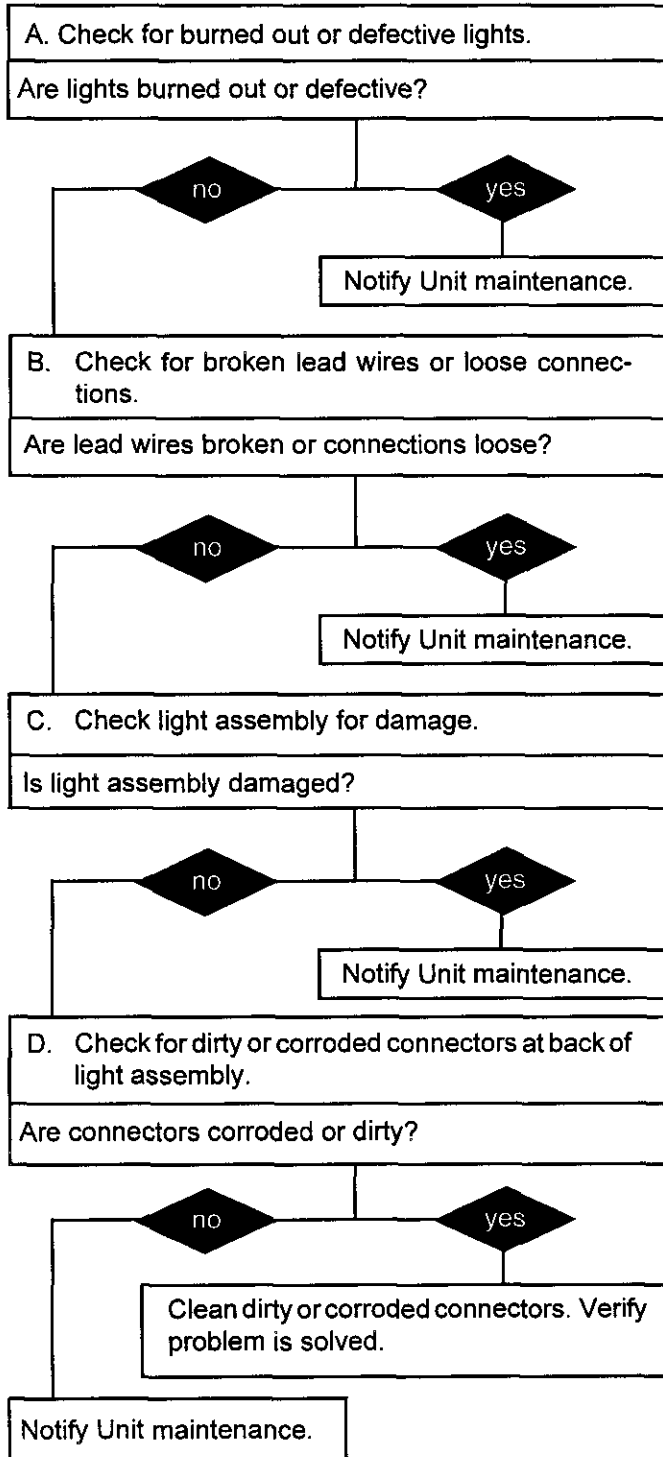 A. Check for burned out or defective lights.
Are lights burned out or defective?
no
yes
Notify Unit maintenance.
B. Check for broken lead wires or loose connec-
tions.
Are lead wires broken or connections loose?
no
yes
Notify Unit maintenance.
C. Check light assembly for damage.
Is light assembly damaged?
no
yes
Notify Unit maintenance.
D. Check for dirty or corroded connectors at back of
light assembly.
Are connectors corroded or dirty?
no
yes
Clean dirty or corroded connectors. Verify
problem is solved.
Notify Unit maintenance.